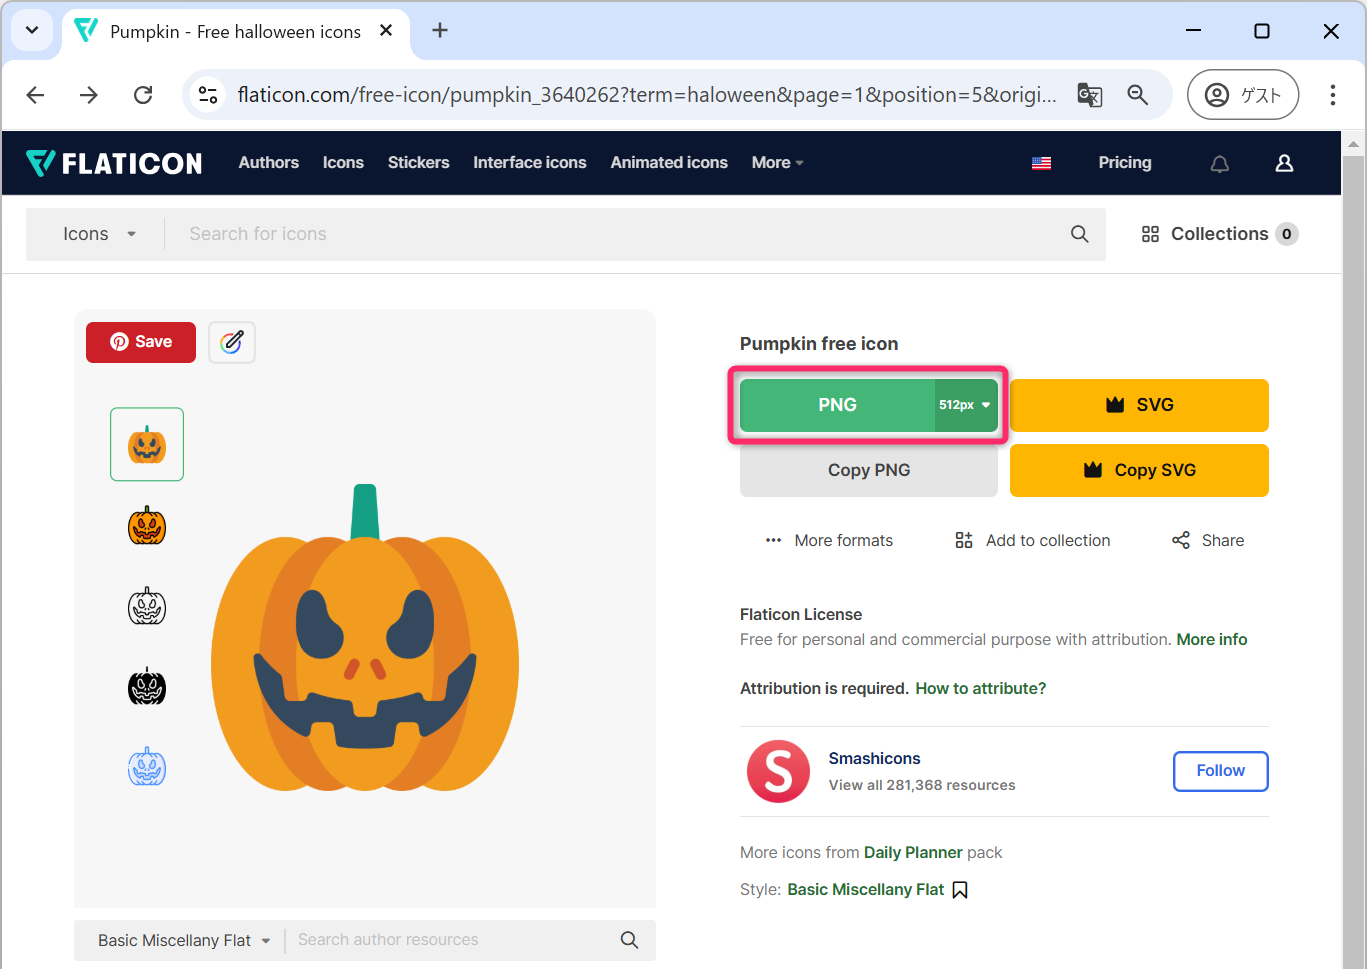 Pumpkin - Free halloween icons
flaticon.com/free-icon/pumpkin_3640262?term=haloween&page=1&position=5&origi...
ゲスト
FLATICON
Authors
Icons
Stickers
Interface icons
Animated icons
More
Pricing
Icons
Search for icons
Collections
0
Save
Pumpkin free icon
PNG
512px
SVG
Copy PNG
Copy SVG
More formats
Add to collection
Share
Flaticon License
Free for personal and commercial purpose with attribution. More info
Attribution is required. How to attribute?
S
Smashicons
View all 281,368 resources
Follow
More icons from Daily Planner pack
Style: Basic Miscellany Flat
Basic Miscellany Flat
Search author resources